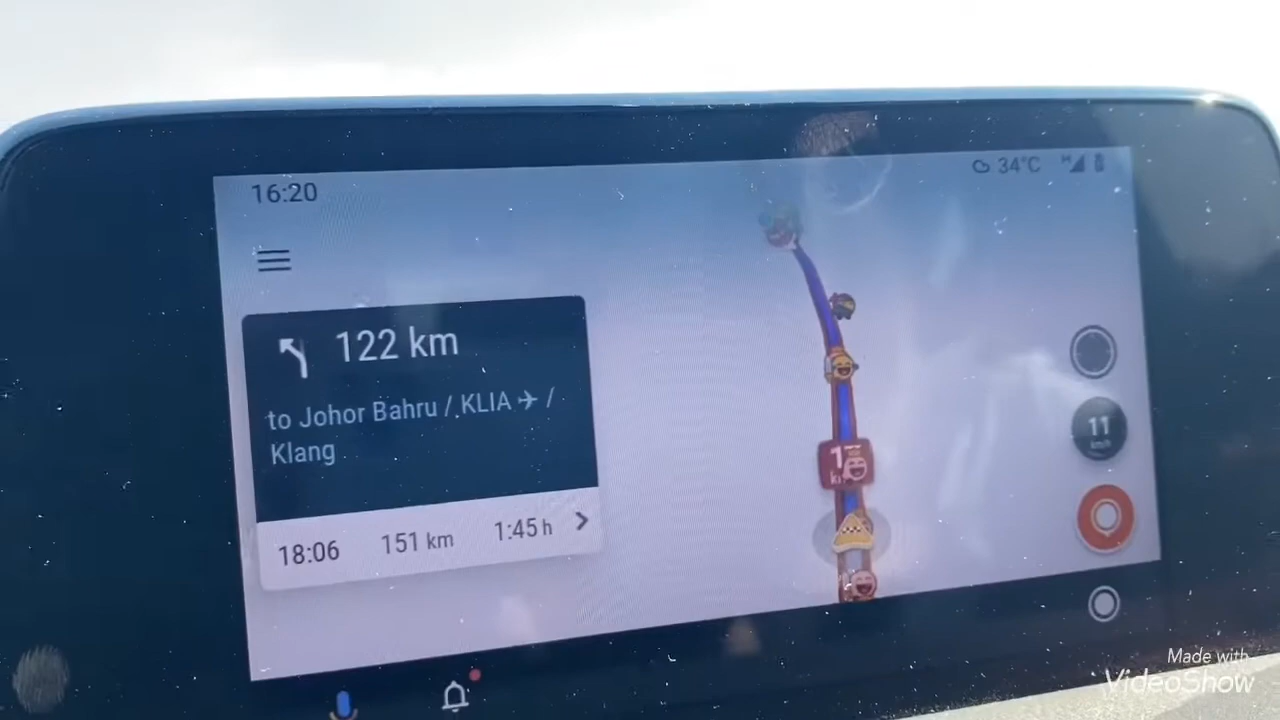 16:20
34°C
H
122 km
to Johor Bahru / KLIA ✈ /
Klang
11
km/h
18:06 151 km 1:45 h
Made with
VideoShow